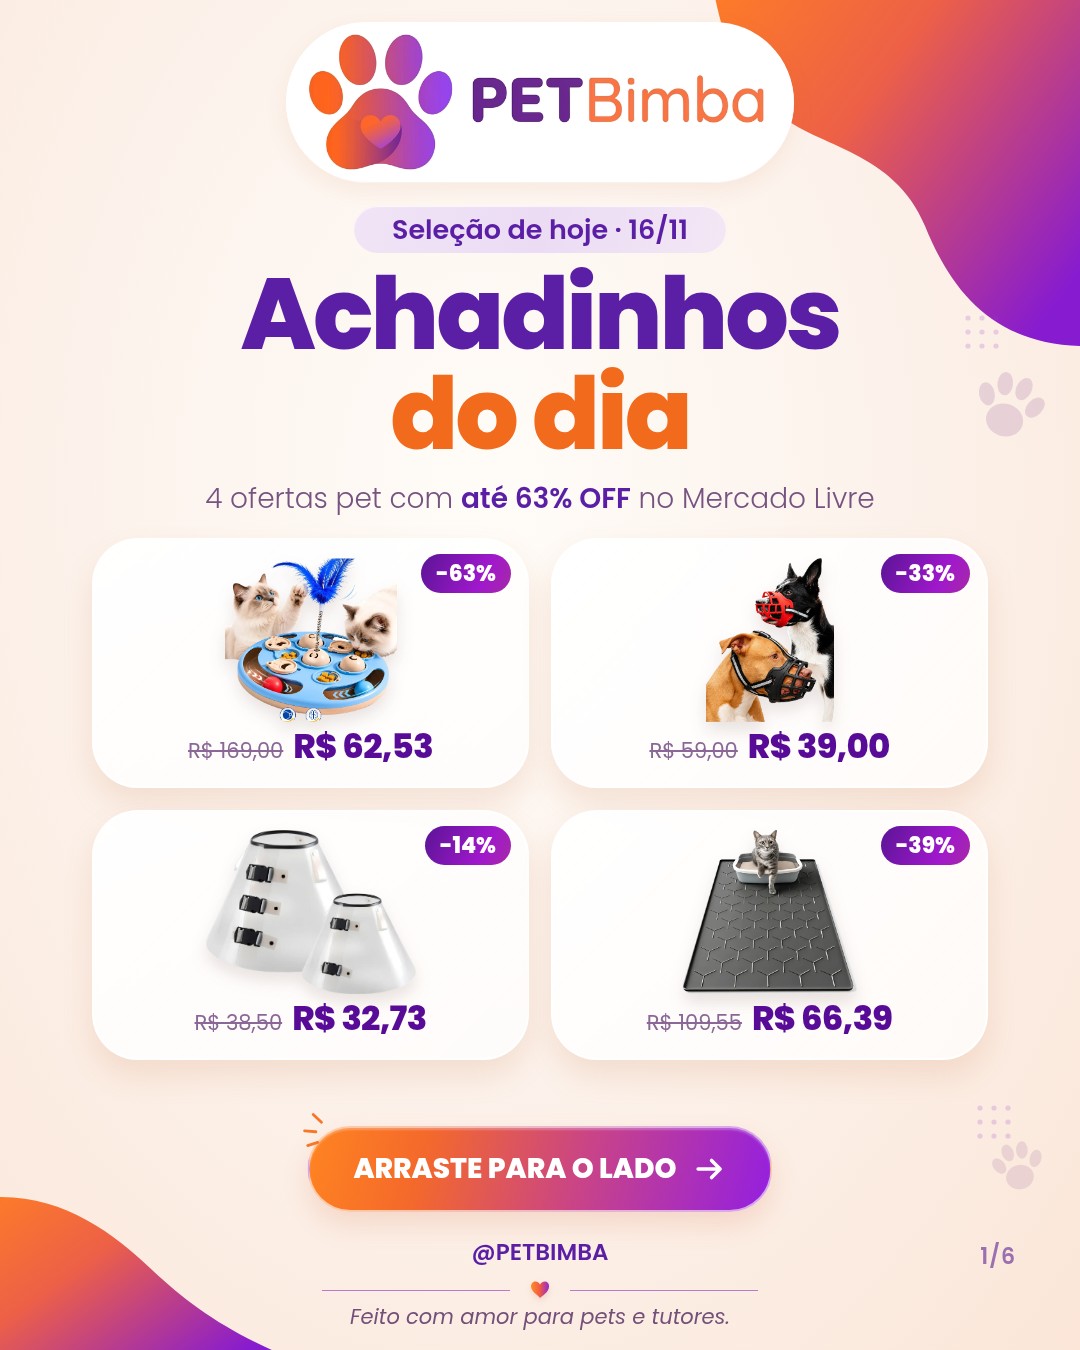 PETBimba
Seleção de hoje · 16/11
Achadinhos
do dia
4 ofertas pet com até 63% OFF no Mercado Livre
-63%
R$ 169,00 R$ 62,53
-33%
R$ 59,00 R$ 39,00
-14%
R$ 38,50 R$ 32,73
-39%
R$ 109,55 R$ 66,39
ARRASTE PARA O LADO →
@PETBIMBA
1/6
Feito com amor para pets e tutores.